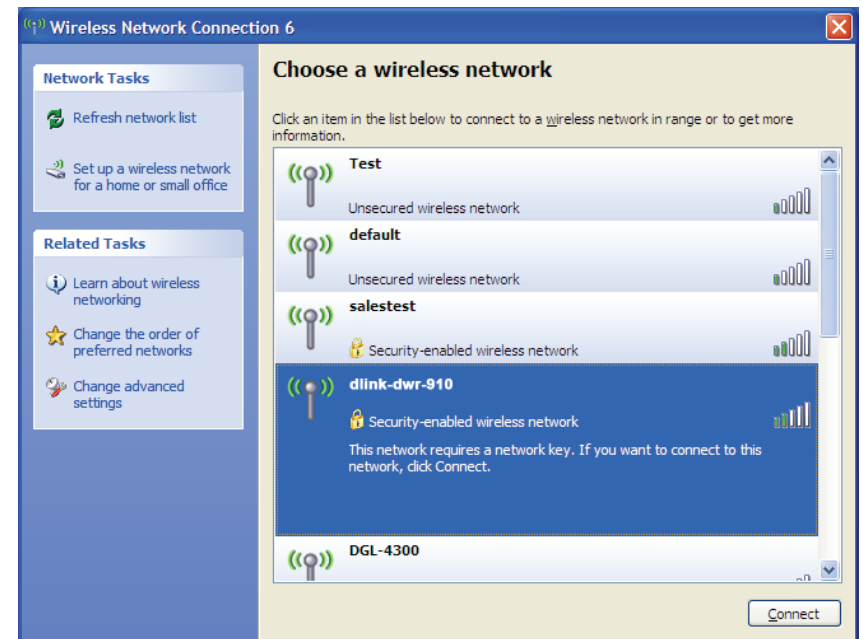 Wireless Network Connection 6
Network Tasks
Refresh network list
Set up a wireless network
for a home or small office
Related Tasks
Learn about wireless
networking
Change the order of
preferred networks
Change advanced
settings
Choose a wireless network
Click an item in the list below to connect to a wireless network in range or to get more
information.
Test
Unsecured wireless network
default
Unsecured wireless network
salestest
Security-enabled wireless network
dlink-dwr-910
Security-enabled wireless network
This network requires a network key. If you want to connect to this
network, click Connect.
DGL-4300
Connect